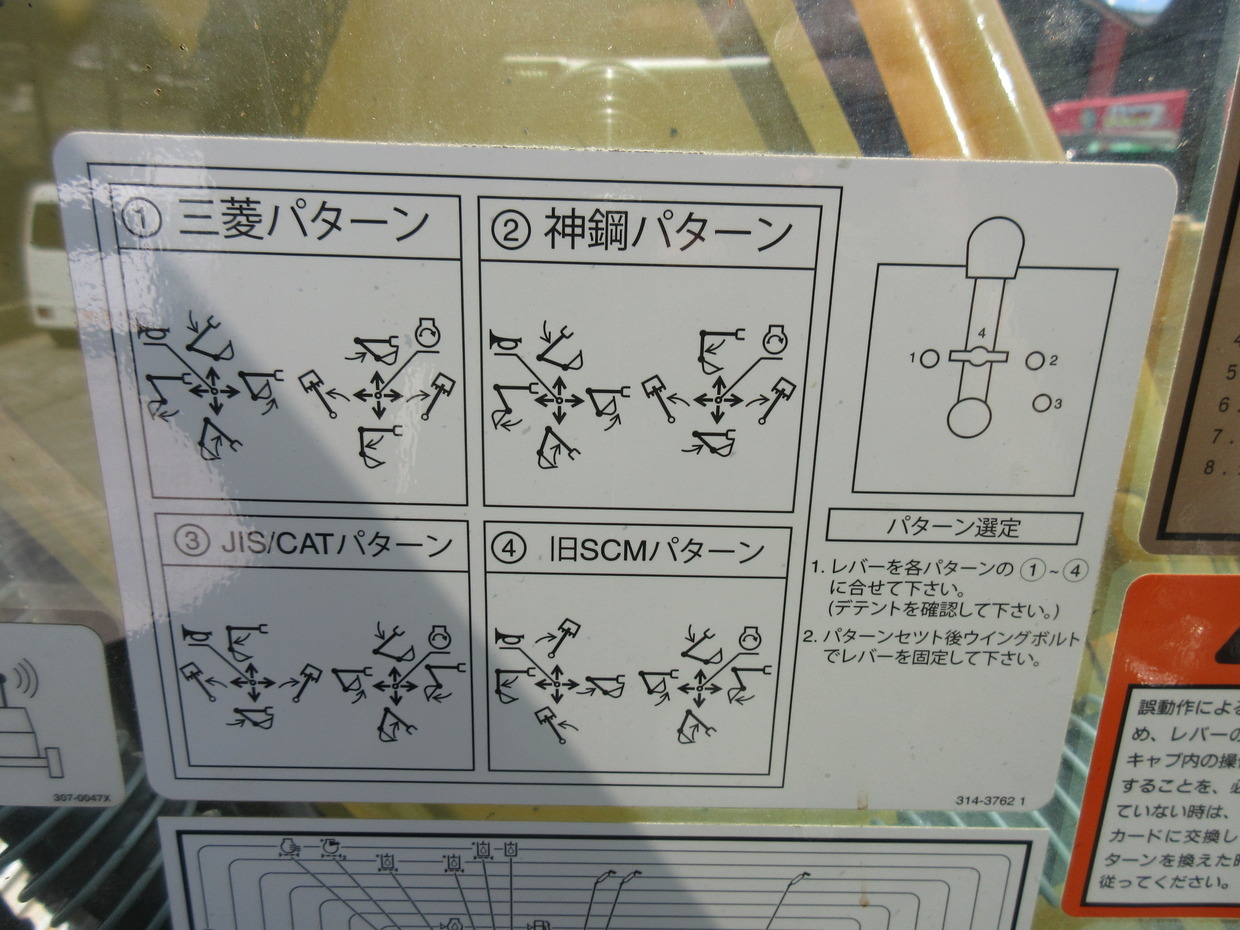 ① 三菱パターン
② 神鋼パターン
③ JIS/CATパターン
④ 旧SCMパターン
4
1
2
3
パターン選定
1. レバーを各パターンの ①~④
に合せて下さい。
(デテントを確認して下さい。)
2. パターンセツト後ウイングボルト
でレバーを固定して下さい。
314-3762 1
307-0047X
5
6.
7.
8.
誤動作による
め、レバーの
キャブ内の操
することを、
ていない時は、
カードに交換し
ターンを換えた
従ってください。